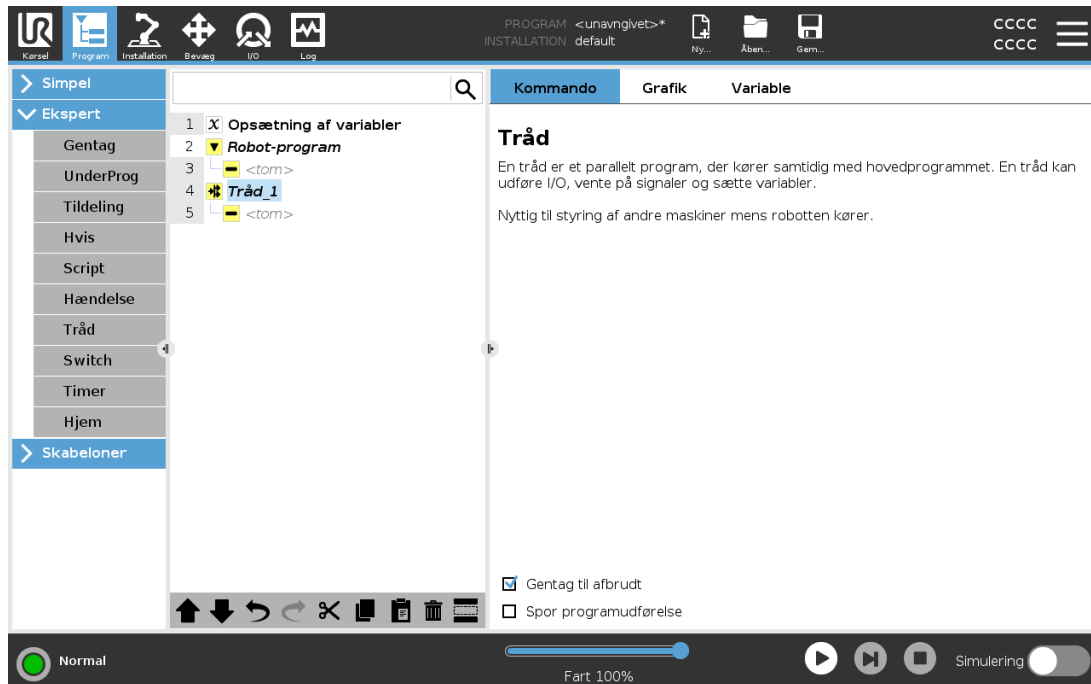 UR
Kørsel
Program
Installation
Bevæg
I/O
Log
PROGRAM <unavngivet>*
INSTALLATION default
Ny...
Åben...
Gem...
CCCC
CCCC
Simpel
Ekspert
Gentag
UnderProg
Tildeling
Hvis
Script
Hændelse
Tråd
Switch
Timer
Hjem
Skabeloner
1 X Opsætning af variabler
2 Robot-program
3 <tom>
4 Tråd_1
5 <tom>
Kommando
Grafik
Variable
Tråd
En tråd er et parallelt program, der kører samtidig med hovedprogrammet. En tråd kan
udføre I/O, vente på signaler og sætte variabler.
Nyttig til styring af andre maskiner mens robotten kører.
Gentag til afbrudt
Spor programudførelse
Normal
Fart 100%
Simulering